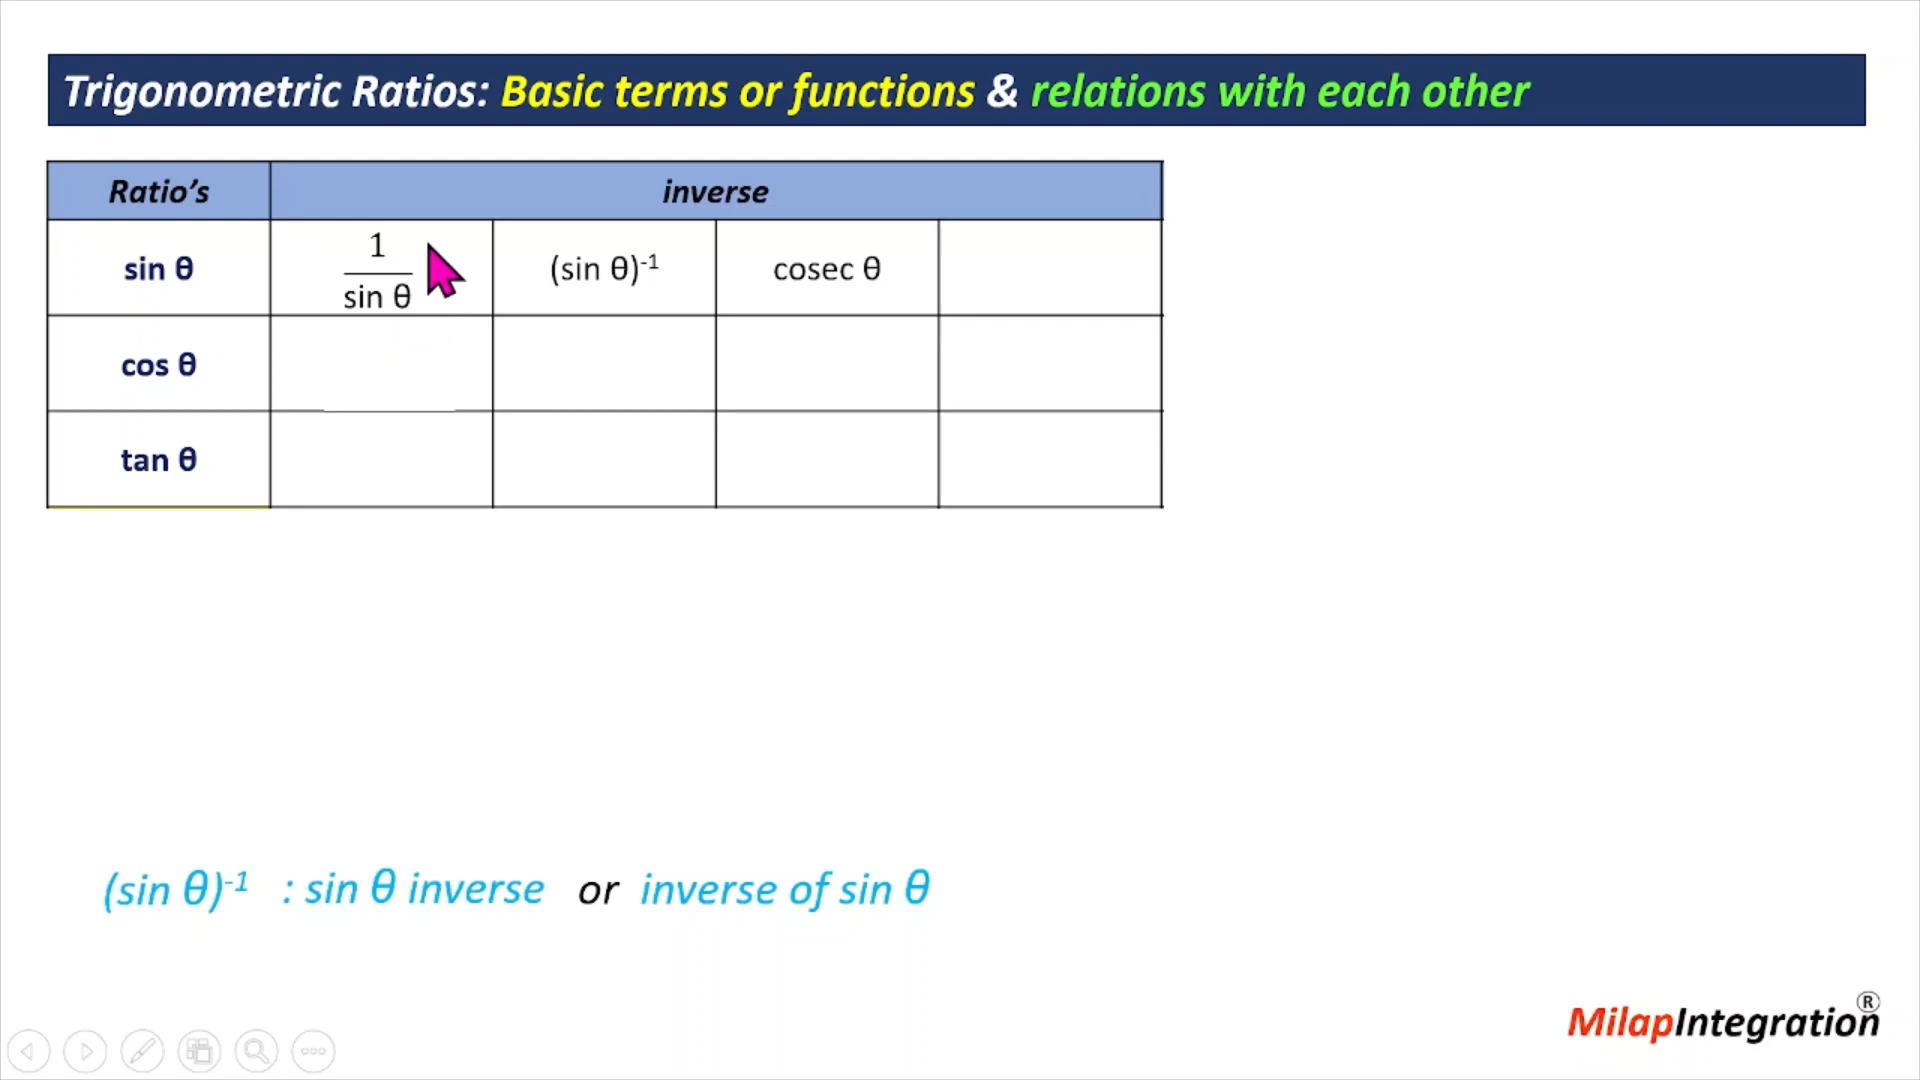 Trigonometric Ratios: Basic terms or functions & relations with each other
Ratio’s inverse
sin θ 1/sin θ (sin θ)⁻¹ cosec θ
cos θ
tan θ
(sin θ)⁻¹ : sin θ inverse or inverse of sin θ
MilapIntegration®